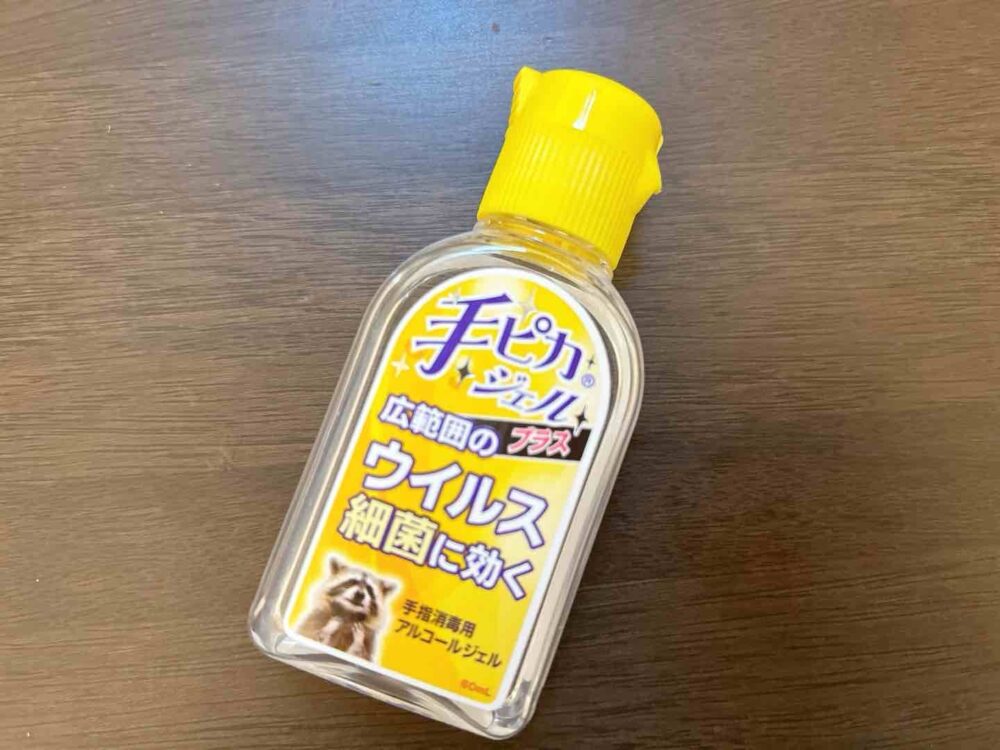 手ピカ®
ジェル
プラス
広範囲の
ウイルス
細菌に効く
手指消毒用
アルコールジェル
60mL